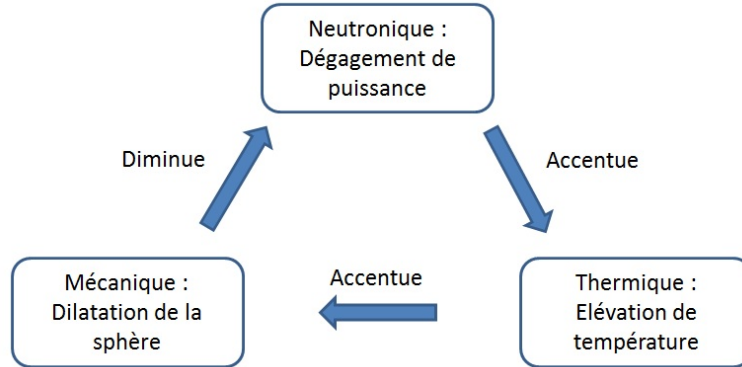 Neutronique :
Dégagement de
puissance
Diminue
Accentue
Mécanique :
Dilatation de la
sphère
Accentue
Thermique :
Elévation de
température